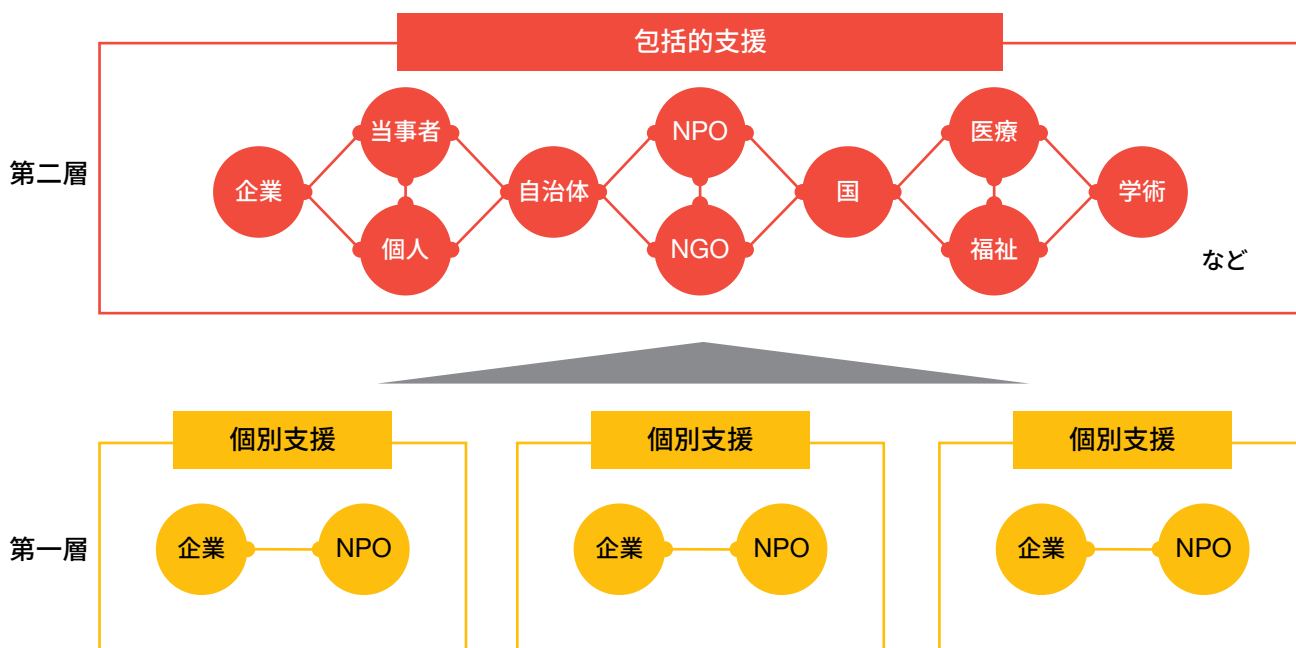 包括的支援
第二層
企業
当事者
個人
自治体
NPO
NGO
国
医療
福祉
学術
など
個別支援
個別支援
個別支援
第一層
企業
NPO
企業
NPO
企業
NPO